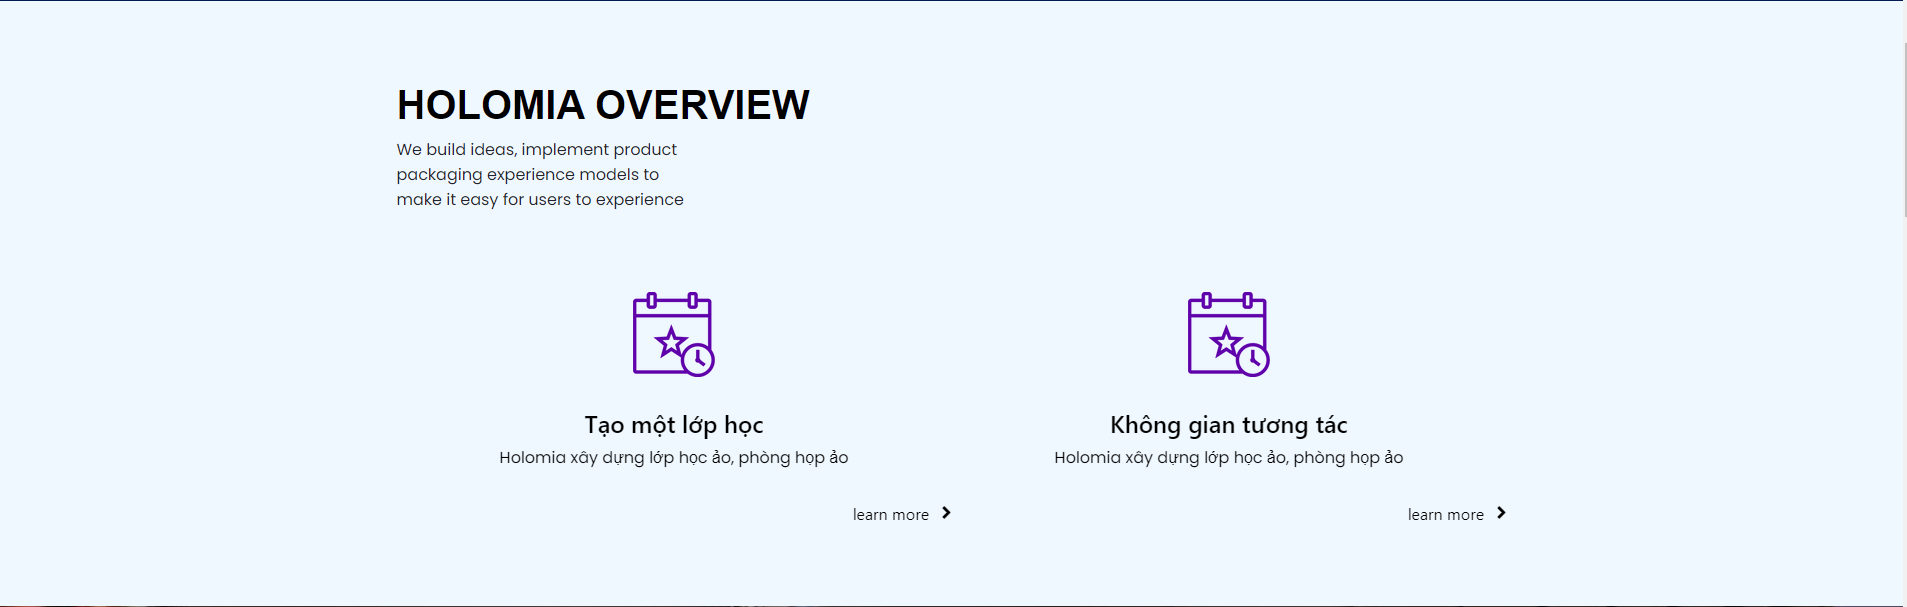 HOLOMIA OVERVIEW
We build ideas, implement product
packaging experience models to
make it easy for users to experience
Tạo một lớp học
Holomia xây dựng lớp học ảo, phòng họp ảo
learn more
Không gian tương tác
Holomia xây dựng lớp học ảo, phòng họp ảo
learn more